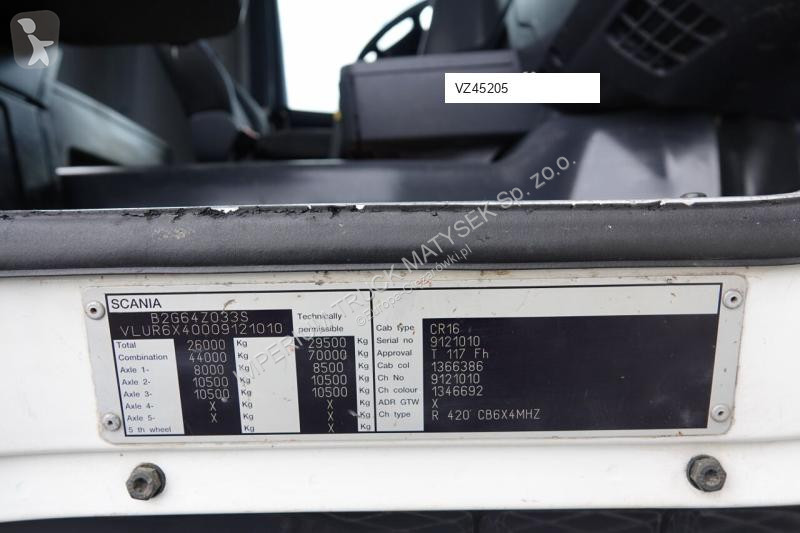 VZ45205
IMPERIO TRUCK MATYSEK Sp. zo.o.
SCANIA
B2G64Z033S
VLUR6X40009121010
Technically
permissible
Total 26000 Kg 29500 Kg
Combination 44000 Kg 70000 Kg
Axle 1- 8000 Kg 8500 Kg
Axle 2- 10500 Kg 10500 Kg
Axle 3- 10500 Kg 10500 Kg
Axle 4- X Kg X Kg
Axle 5- X Kg X Kg
5 th wheel Kg X Kg
Cab type CR16
Serial no 9121010
Approval T 117 Fh
Cab col 1366386
Ch No 9121010
Ch colour 1346692
ADR GTW X
Ch type R 420 CB6X4MHZ